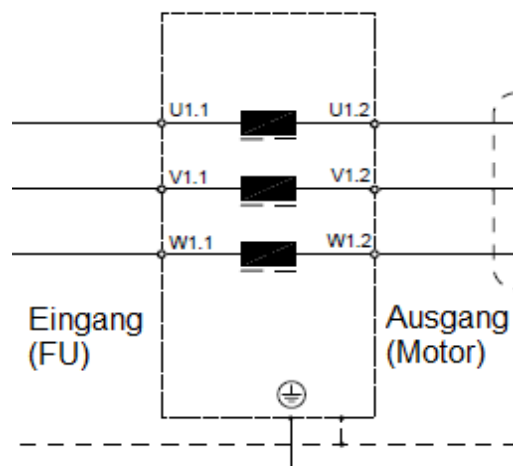 U1.1 U1.2
V1.1 V1.2
W1.1 W1.2
Eingang
(FU)
Ausgang
(Motor)